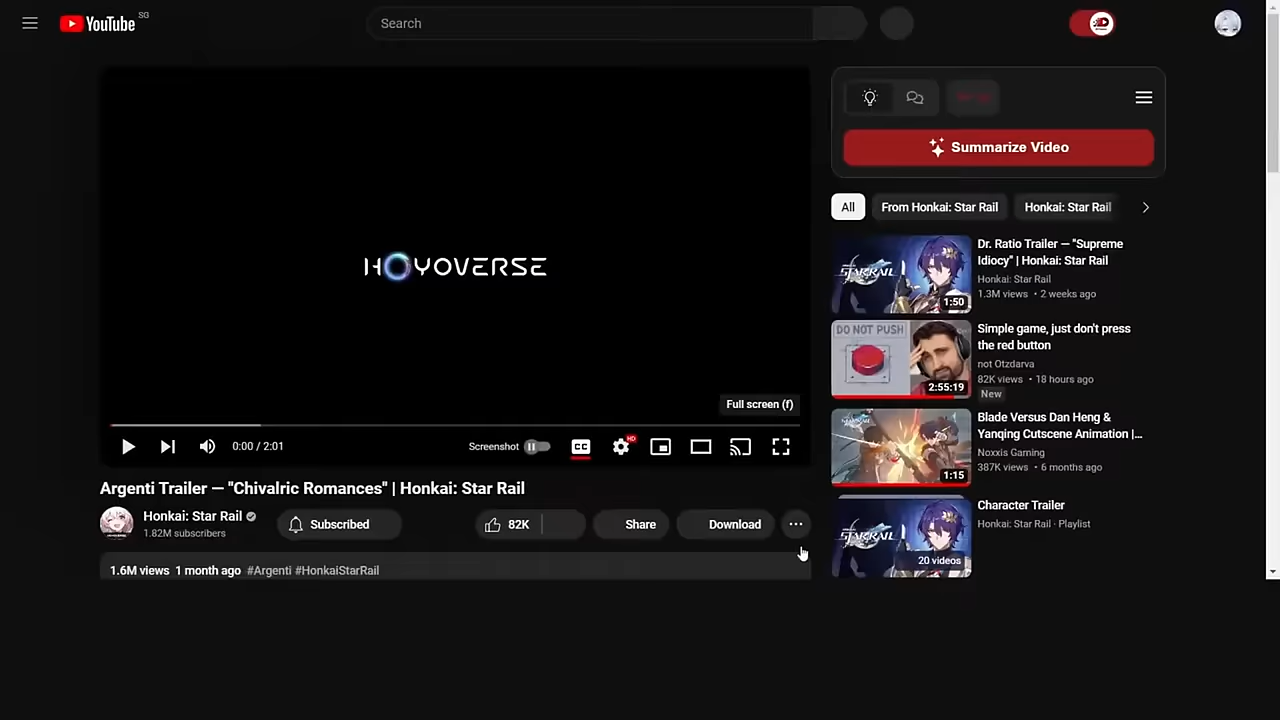 YouTube SG
Search
HOYOVERSE
Full screen (f)
0:00 / 2:01
Screenshot
CC
HD
Argenti Trailer — "Chivalric Romances" | Honkai: Star Rail
Honkai: Star Rail
1.82M subscribers
Subscribed
82K
Share
Download
1.6M views 1 month ago #Argenti #HonkaiStarRail
Summarize Video
All
From Honkai: Star Rail
Honkai: Star Rail
STARRAIL
1:50
Dr. Ratio Trailer — "Supreme
Idiocy" | Honkai: Star Rail
Honkai: Star Rail
1.3M views • 2 weeks ago
DO NOT PUSH
2:55:19
Simple game, just don't press
the red button
not Otzdarva
82K views • 18 hours ago
New
1:15
Blade Versus Dan Heng &
Yanqing Cutscene Animation |...
Noxxis Gaming
387K views • 6 months ago
STARRAIL
20 videos
Character Trailer
Honkai: Star Rail · Playlist